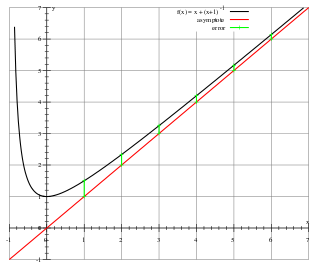 7
y
f(x) = x + (x+1)^-1
asymptote
error
6
5
4
3
2
1
x
0
-1 0 1 2 3 4 5 6 7
-1